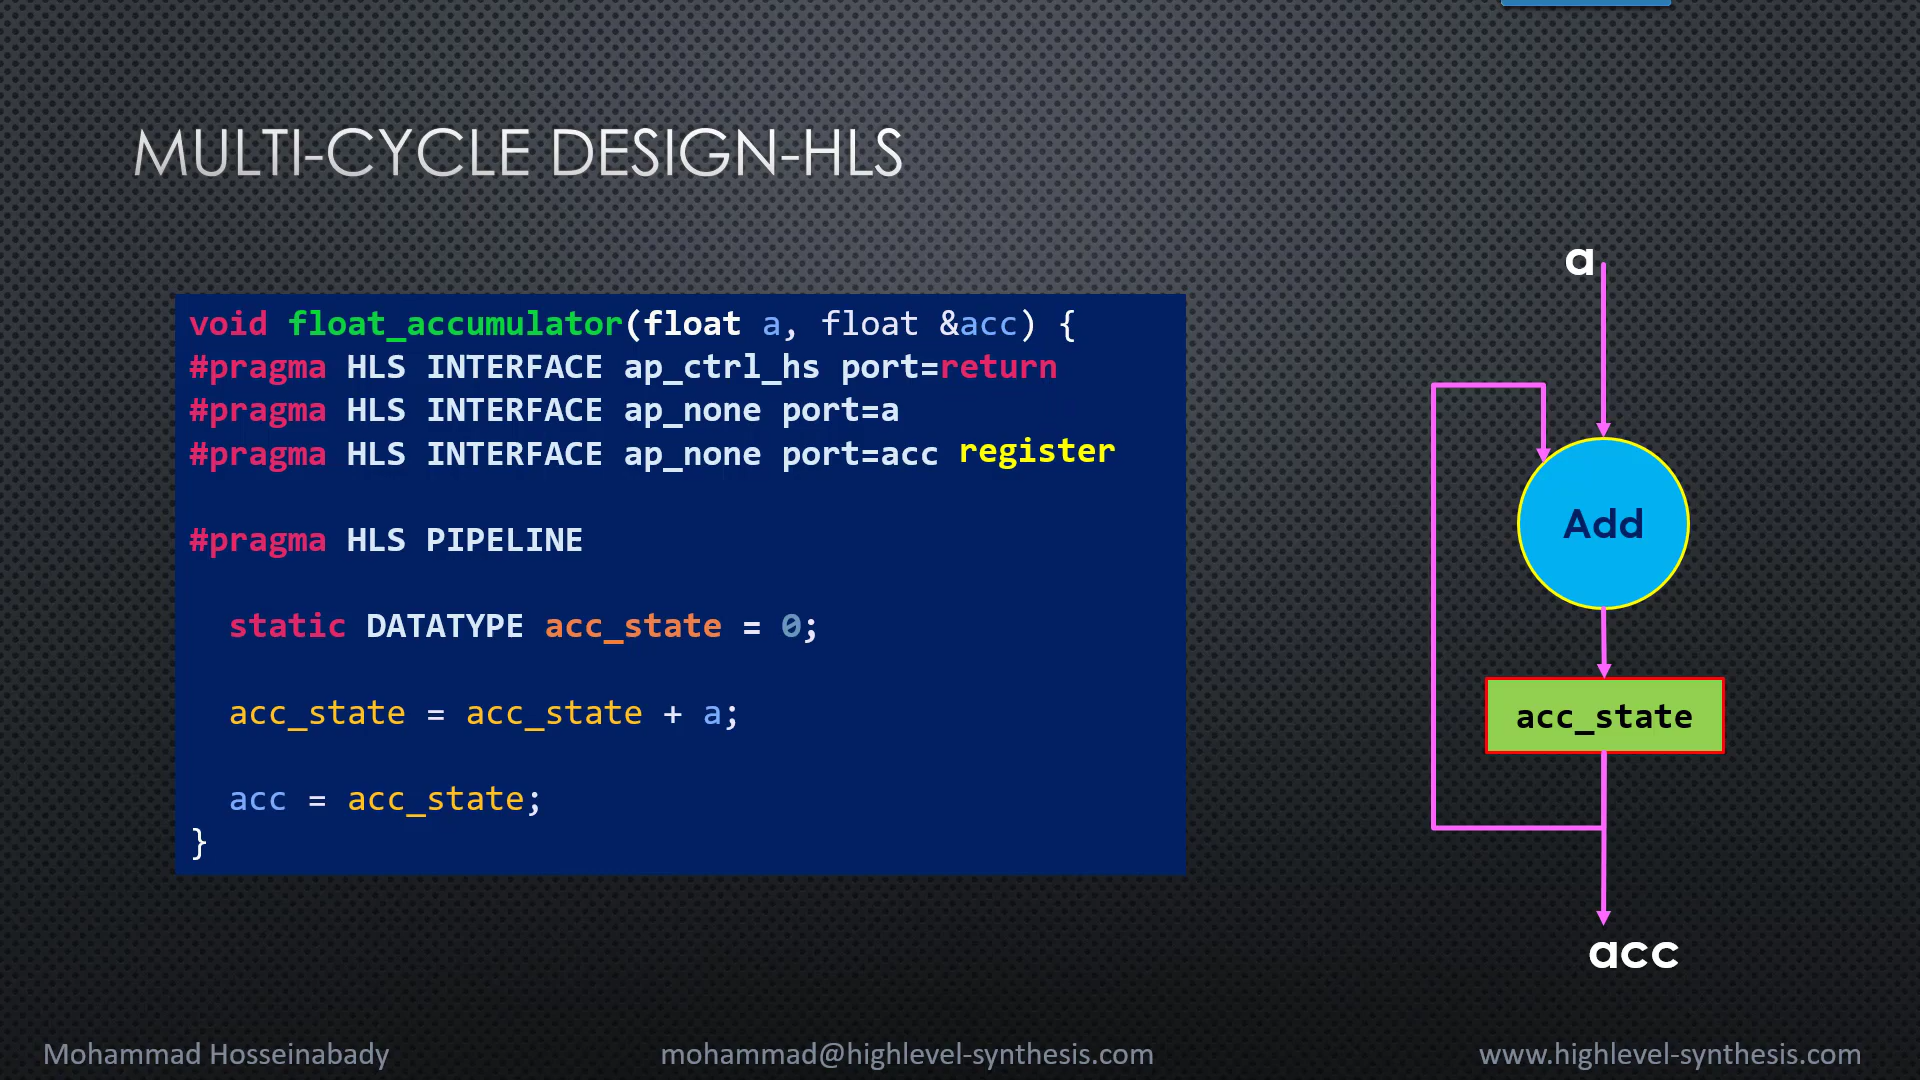 MULTI-CYCLE DESIGN-HLS
void float_accumulator(float a, float &acc) {
#pragma HLS INTERFACE ap_ctrl_hs port=return
#pragma HLS INTERFACE ap_none port=a
#pragma HLS INTERFACE ap_none port=acc register
#pragma HLS PIPELINE
static DATATYPE acc_state = 0;
acc_state = acc_state + a;
acc = acc_state;
}
a
Add
acc_state
acc
Mohammad Hosseinabady
mohammad@highlevel-synthesis.com
www.highlevel-synthesis.com